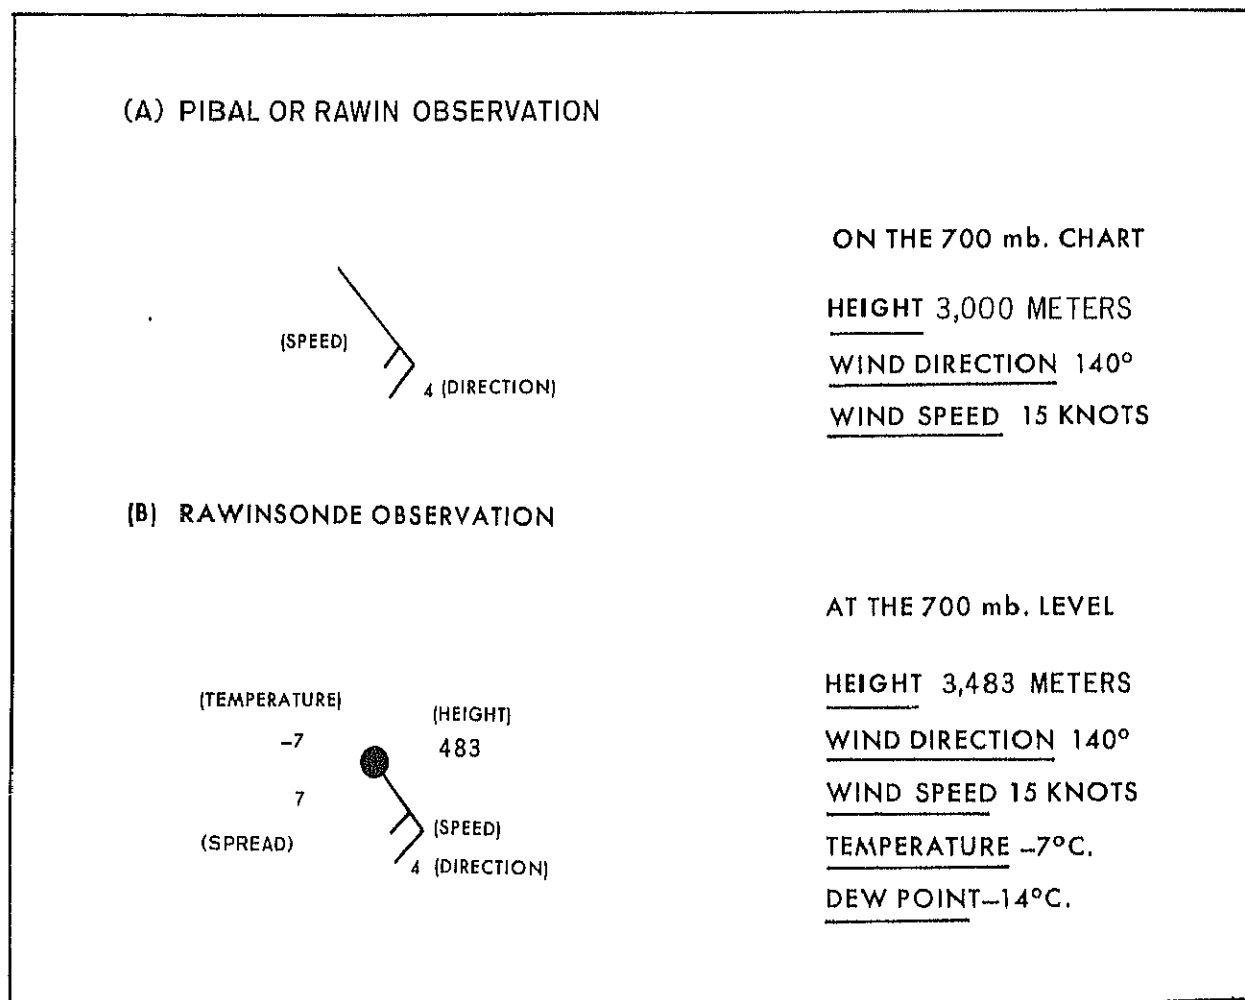 (A) PIBAL OR RAWIN OBSERVATION
(SPEED)
4 (DIRECTION)
ON THE 700 mb. CHART
HEIGHT 3,000 METERS
WIND DIRECTION 140°
WIND SPEED 15 KNOTS
(B) RAWINSONDE OBSERVATION
(TEMPERATURE)
-7
7
(SPREAD)
(HEIGHT)
483
(SPEED)
4 (DIRECTION)
AT THE 700 mb. LEVEL
HEIGHT 3,483 METERS
WIND DIRECTION 140°
WIND SPEED 15 KNOTS
TEMPERATURE –7°C.
DEW POINT–14°C.